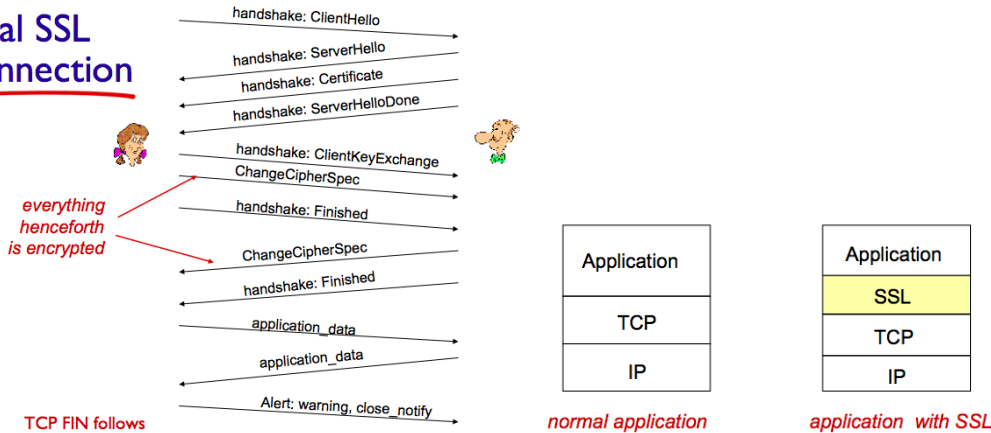 al SSL
nnection
handshake: ClientHello
handshake: ServerHello
handshake: Certificate
handshake: ServerHelloDone
handshake: ClientKeyExchange
ChangeCipherSpec
everything
henceforth
is encrypted
handshake: Finished
ChangeCipherSpec
handshake: Finished
application_data
application_data
Alert: warning, close_notify
TCP FIN follows
Application
TCP
IP
normal application
Application
SSL
TCP
IP
application with SSL